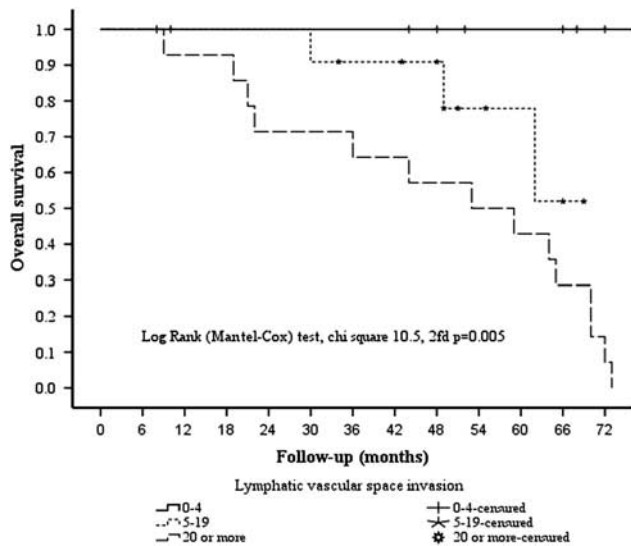 Overall survival
1.0
0.9
0.8
0.7
0.6
0.5
0.4
0.3
0.2
0.1
0.0
Log Rank (Mantel-Cox) test, chi square 10.5, 2fd p=0.005
0 6 12 18 24 30 36 42 48 54 60 66 72
Follow-up (months)
Lymphatic vascular space invasion
0-4
5-19
20 or more
0-4-censured
5-19-censured
20 or more-censured